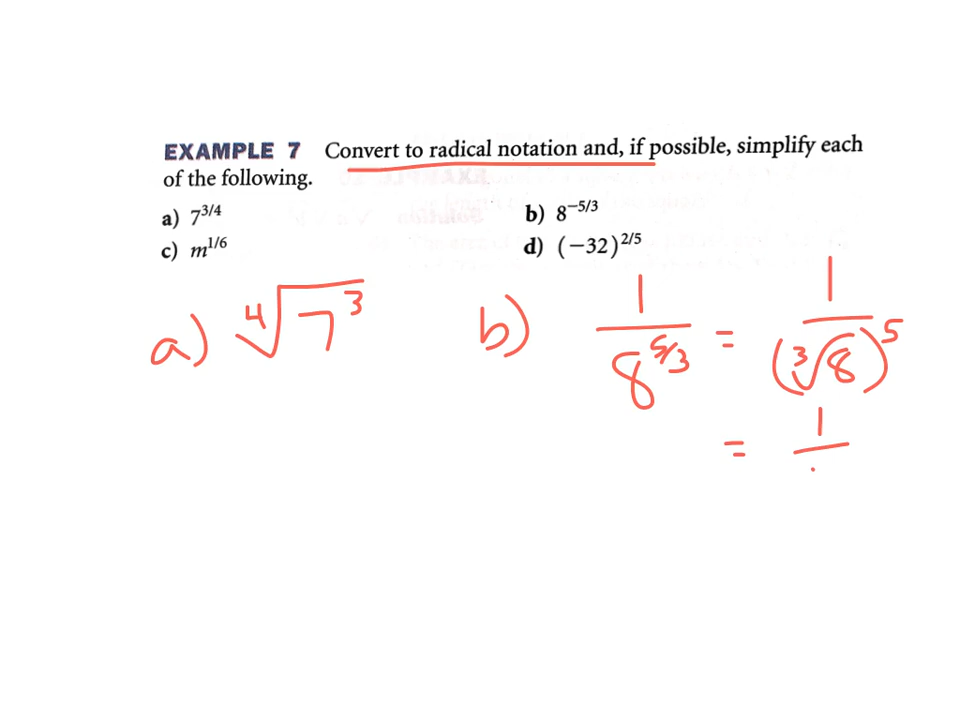 EXAMPLE 7 Convert to radical notation and, if possible, simplify each
of the following.
a) 7^{3/4} b) 8^{−5/3}
c) m^{1/6} d) (−32)^{2/5}
a) ∜7³ b) 1/8^{5/3} = 1/(∛8)^5
= 1/